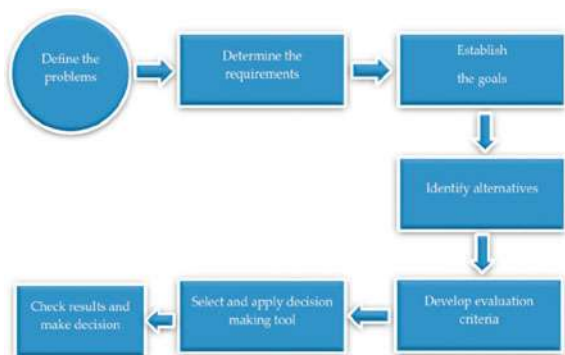 Define the
problems
Determine the
requirements
Establish
the goals
Identify alternatives
Develop evaluation
criteria
Select and apply decision
making tool
Check results and
make decision